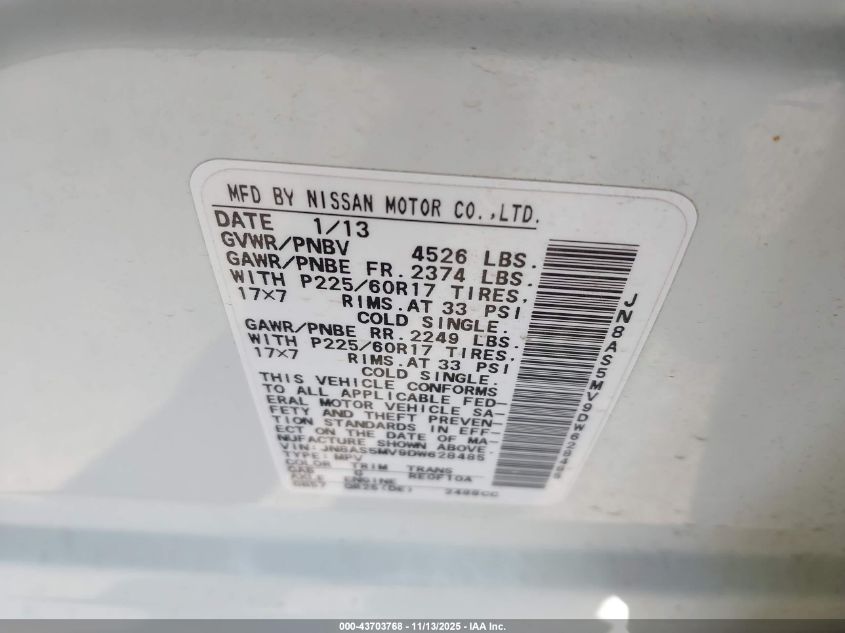 MFD BY NISSAN MOTOR CO.,LTD.
DATE 1/13
GVWR/PNBV 4526 LBS.
GAWR/PNBE FR. 2374 LBS.
WITH P225/60R17 TIRES,
17×7 RIMS.AT 33 PSI
COLD SINGLE.
GAWR/PNBE RR. 2249 LBS.
WITH P225/60R17 TIRES,
17×7 RIMS.AT 33 PSI
COLD SINGLE.
THIS VEHICLE CONFORMS
TO ALL APPLICABLE FED-
ERAL MOTOR VEHICLE SA-
FETY AND THEFT PREVEN-
TION STANDARDS IN EFF-
ECT ON THE DATE OF MA-
NUFACTURE SHOWN ABOVE.
VIN: JN8AS5MV9DW628485
TYPE: MPV
COLOR TRIM TRANS
G RE0F10A
AXLE ENGINE
QR25(DE) 2488CC
JN8AS5MV9DW628485
000-43703768 - 11/13/2025 - IAA Inc.